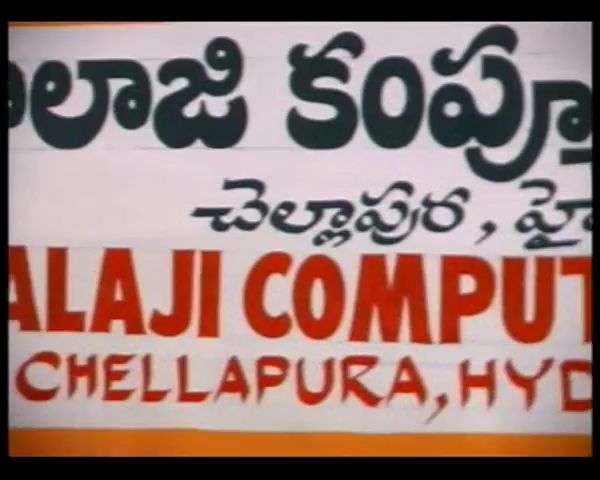 లాజి కంప్యూ
చెల్లాపుర, హై
ALAJI COMPUT
CHELLAPURA, HYD